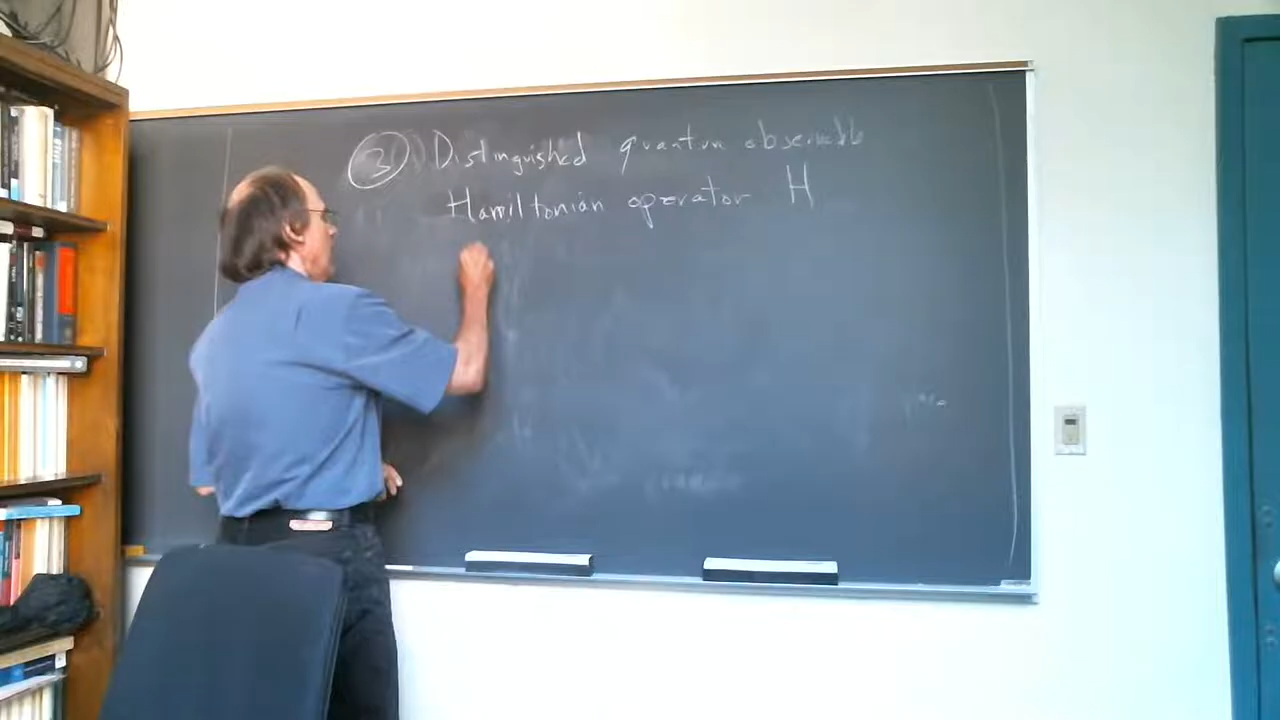 ③ Distinguished quantum observable
Hamiltonian operator H